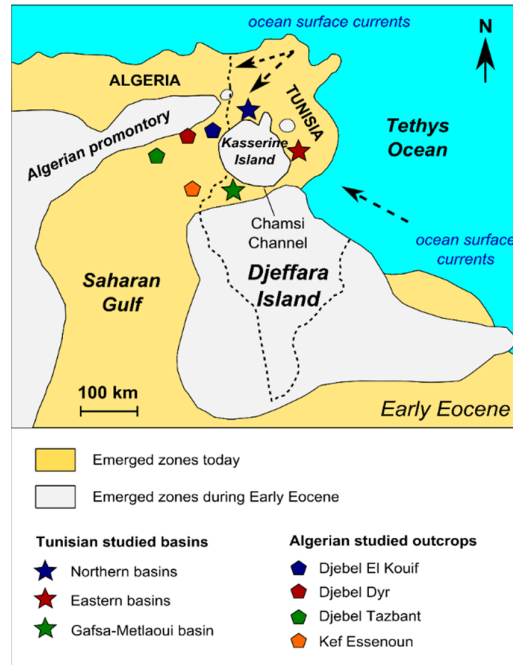 ocean surface currents
N
ALGERIA
TUNISIA
Algerian promontory
Kasserine
Island
Tethys
Ocean
Chamsi
Channel
ocean surface
currents
Saharan
Gulf
Djeffara
Island
100 km
Early Eocene
Emerged zones today
Emerged zones during Early Eocene
Tunisian studied basins
Northern basins
Eastern basins
Gafsa-Metlaoui basin
Algerian studied outcrops
Djebel El Kouif
Djebel Dyr
Djebel Tazbant
Kef Essenoun